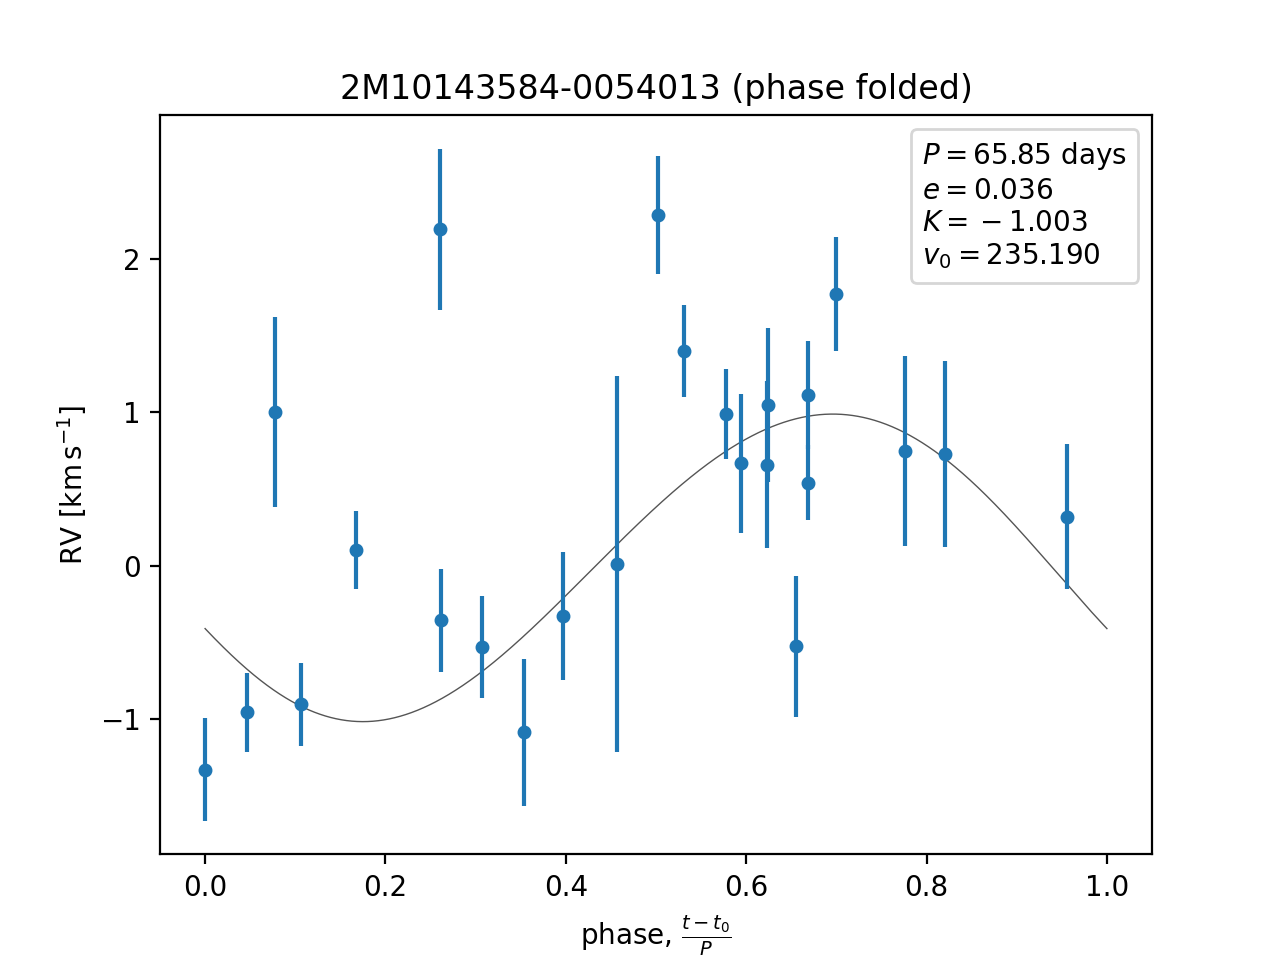 2M10143584-0054013 (phase folded)
P = 65.85 days
e = 0.036
K = −1.003
v₀ = 235.190
RV [km s⁻¹]
2
1
0
−1
0.0 0.2 0.4 0.6 0.8 1.0
phase, (t − t₀)/P